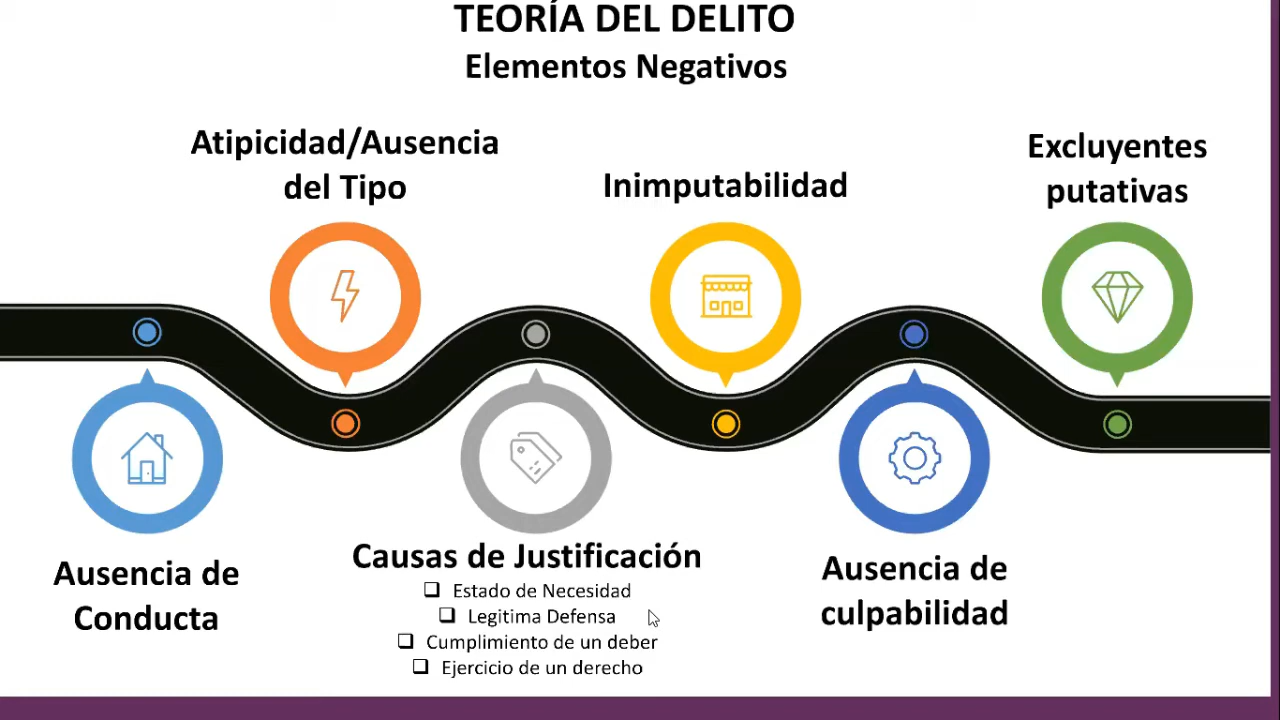 TEORÍA DEL DELITO
Elementos Negativos
Atipicidad/Ausencia
del Tipo
Inimputabilidad
Excluyentes
putativas
Ausencia de
Conducta
Causas de Justificación
Estado de Necesidad
Legitima Defensa
Cumplimiento de un deber
Ejercicio de un derecho
Ausencia de
culpabilidad